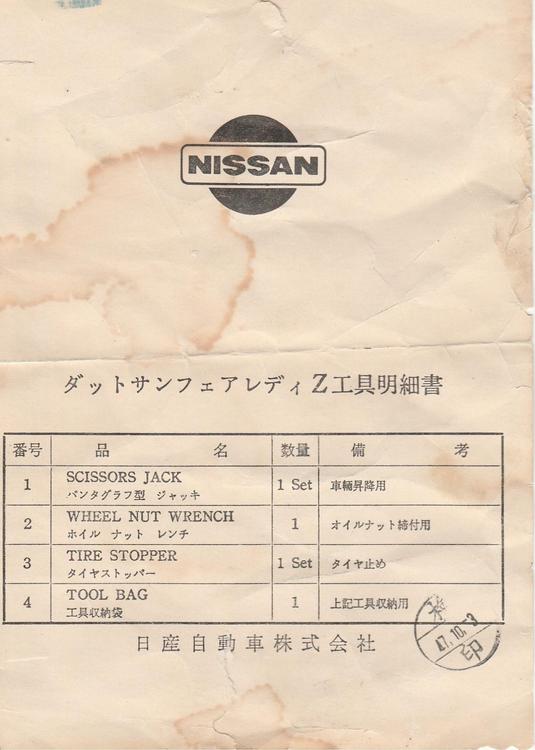 NISSAN
ダットサンフェアレディ Z工具明細書
番号 品 名 数量 備 考
1 SCISSORS JACK 1 Set 車輛昇降用
パンタグラフ型 ジャッキ
2 WHEEL NUT WRENCH 1 オイルナット締付用
ホイル ナット レンチ
3 TIRE STOPPER 1 Set タイヤ止め
タイヤストッパー
4 TOOL BAG 1 上記工具収納用
工具収納袋
日産自動車株式会社
47.10.3
印